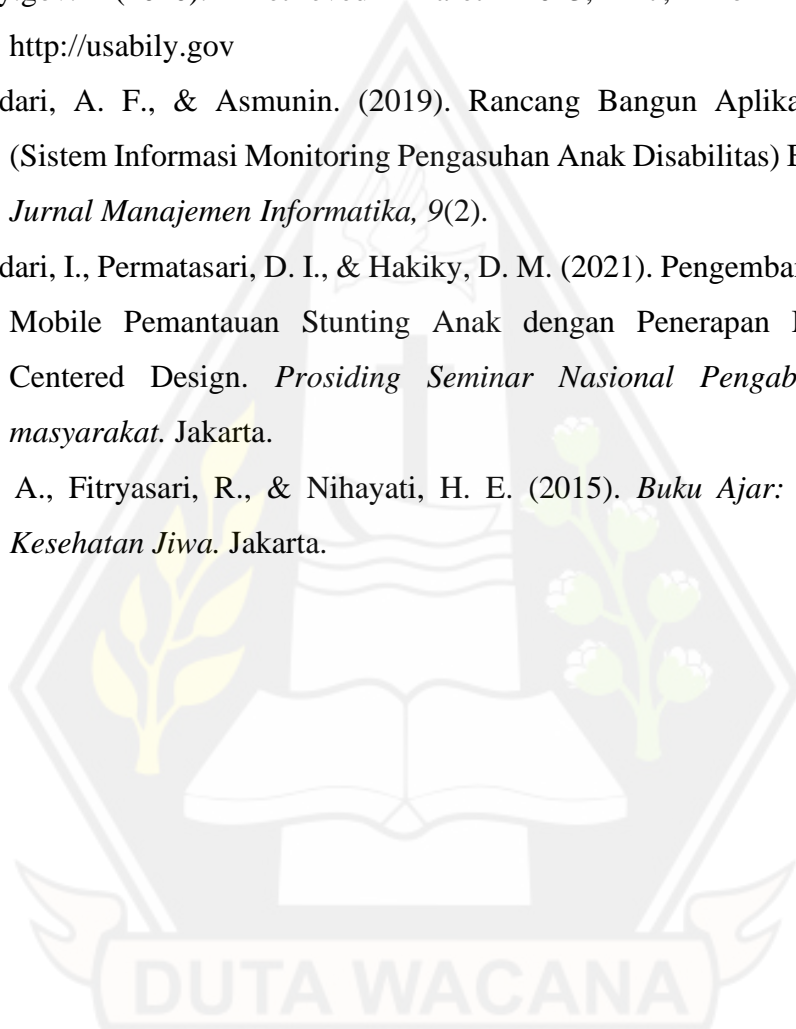 http://usabily.gov
dari, A. F., & Asmunin. (2019). Rancang Bangun Aplika
(Sistem Informasi Monitoring Pengasuhan Anak Disabilitas)
Jurnal Manajemen Informatika, 9(2).
dari, I., Permatasari, D. I., & Hakiky, D. M. (2021). Pengemba
Mobile Pemantauan Stunting Anak dengan Penerapan
Centered Design. Prosiding Seminar Nasional Pengab
masyarakat. Jakarta.
A., Fitryasari, R., & Nihayati, H. E. (2015). Buku Ajar:
Kesehatan Jiwa. Jakarta.
DUTA WACANA